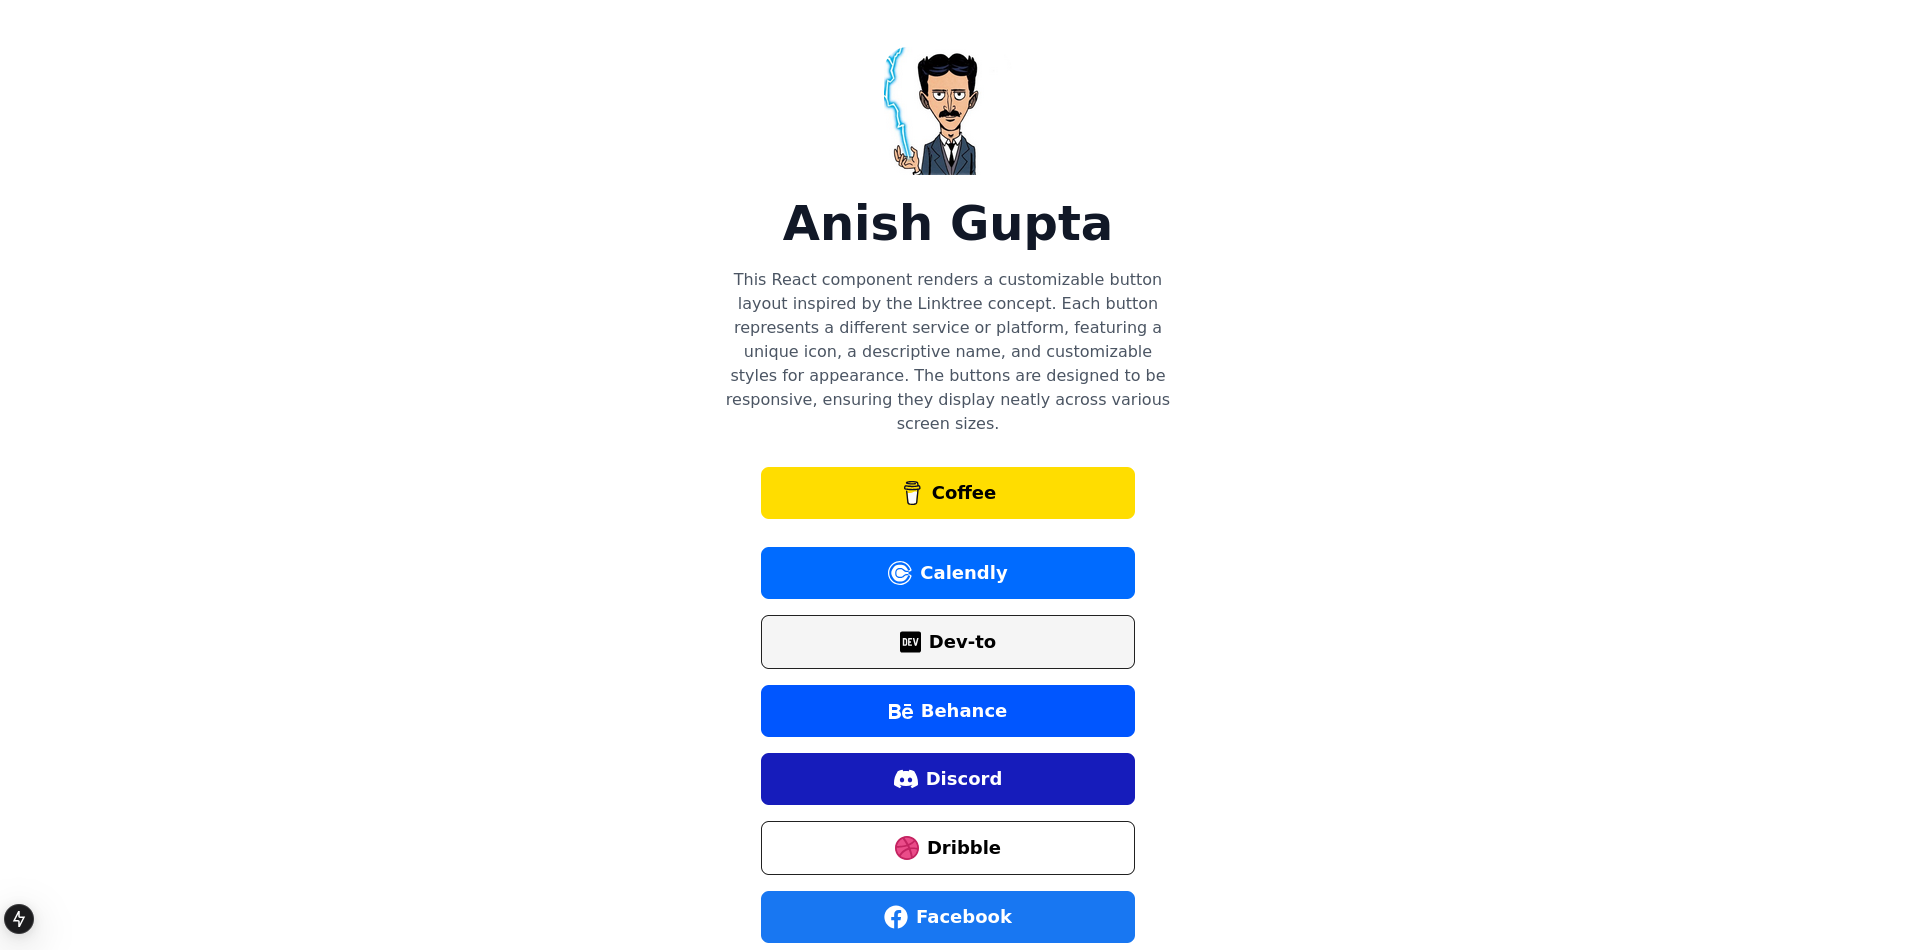 Anish Gupta
This React component renders a customizable button
layout inspired by the Linktree concept. Each button
represents a different service or platform, featuring a
unique icon, a descriptive name, and customizable
styles for appearance. The buttons are designed to be
responsive, ensuring they display neatly across various
screen sizes.
Coffee
Calendly
DEV Dev-to
Bē Behance
Discord
Dribble
Facebook